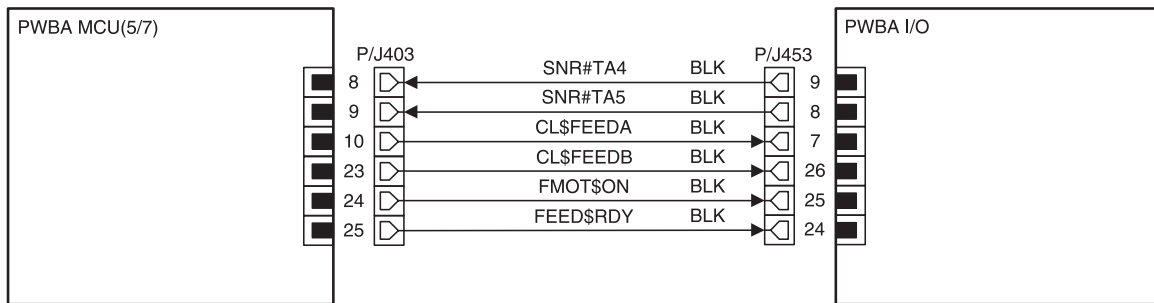 PWBA MCU(5/7)
PWBA I/O
P/J403
P/J453
8 SNR#TA4 BLK 9
9 SNR#TA5 BLK 8
10 CL$FEEDA BLK 7
23 CL$FEEDB BLK 26
24 FMOT$ON BLK 25
25 FEED$RDY BLK 24